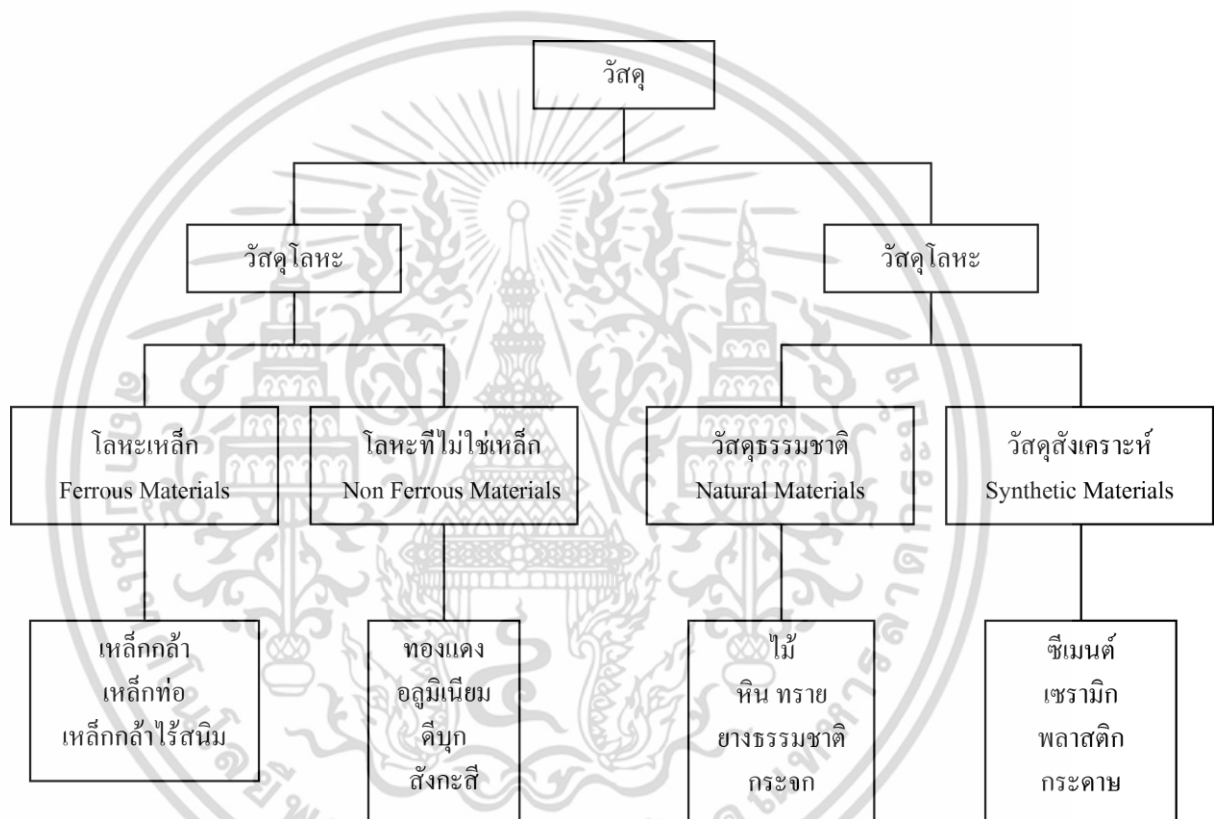 วัสดุ
วัสดุโลหะ
วัสดุโลหะ
โลหะเหล็ก
Ferrous Materials
โลหะที่ไม่ใช่เหล็ก
Non Ferrous Materials
วัสดุธรรมชาติ
Natural Materials
วัสดุสังเคราะห์
Synthetic Materials
เหล็กกล้า
เหล็กท่อ
เหล็กกล้าไร้สนิม
ทองแดง
อลูมิเนียม
ดีบุก
สังกะสี
ไม้
หิน ทราย
ยางธรรมชาติ
กระจก
ซีเมนต์
เซรามิก
พลาสติก
กระดาษ